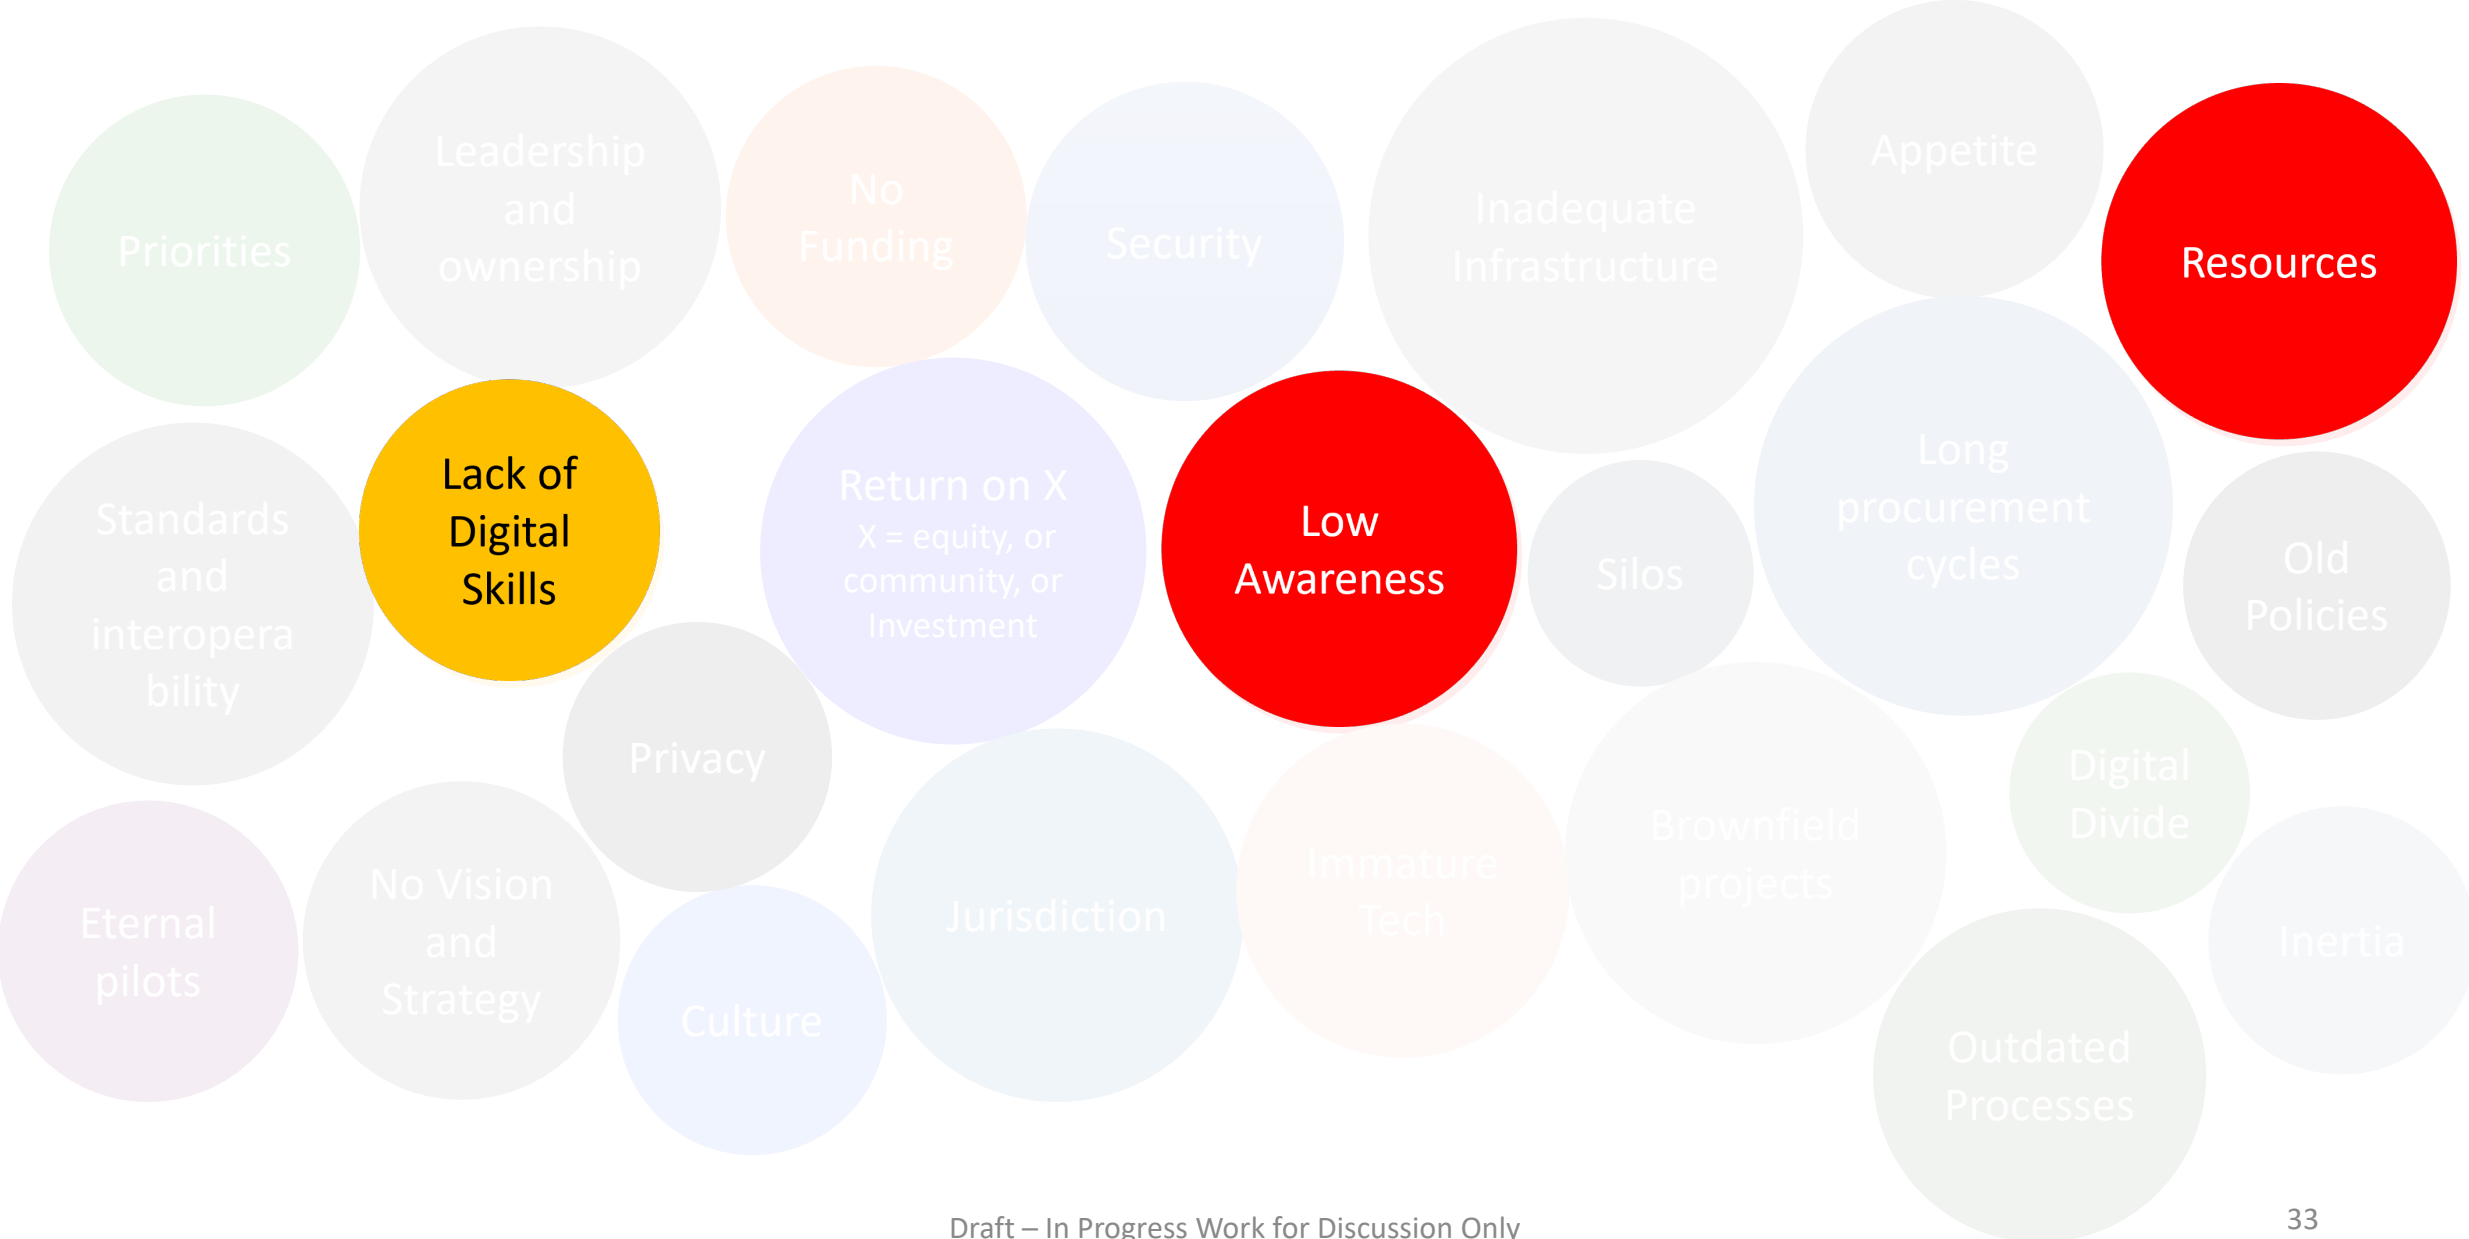 Priorities
Leadership
and
ownership
No
Funding
Security
Inadequate
Infrastructure
Appetite
Resources
Standards
and
interopera
bility
Lack of
Digital
Skills
Return on X
X = equity, or
community, or
Investment
Low
Awareness
Silos
Long
procurement
cycles
Old
Policies
Privacy
Digital
Divide
Eternal
pilots
No Vision
and
Strategy
Culture
Jurisdiction
Immature
Tech
Brownfield
projects
Inertia
Outdated
Processes
Draft – In Progress Work for Discussion Only
33